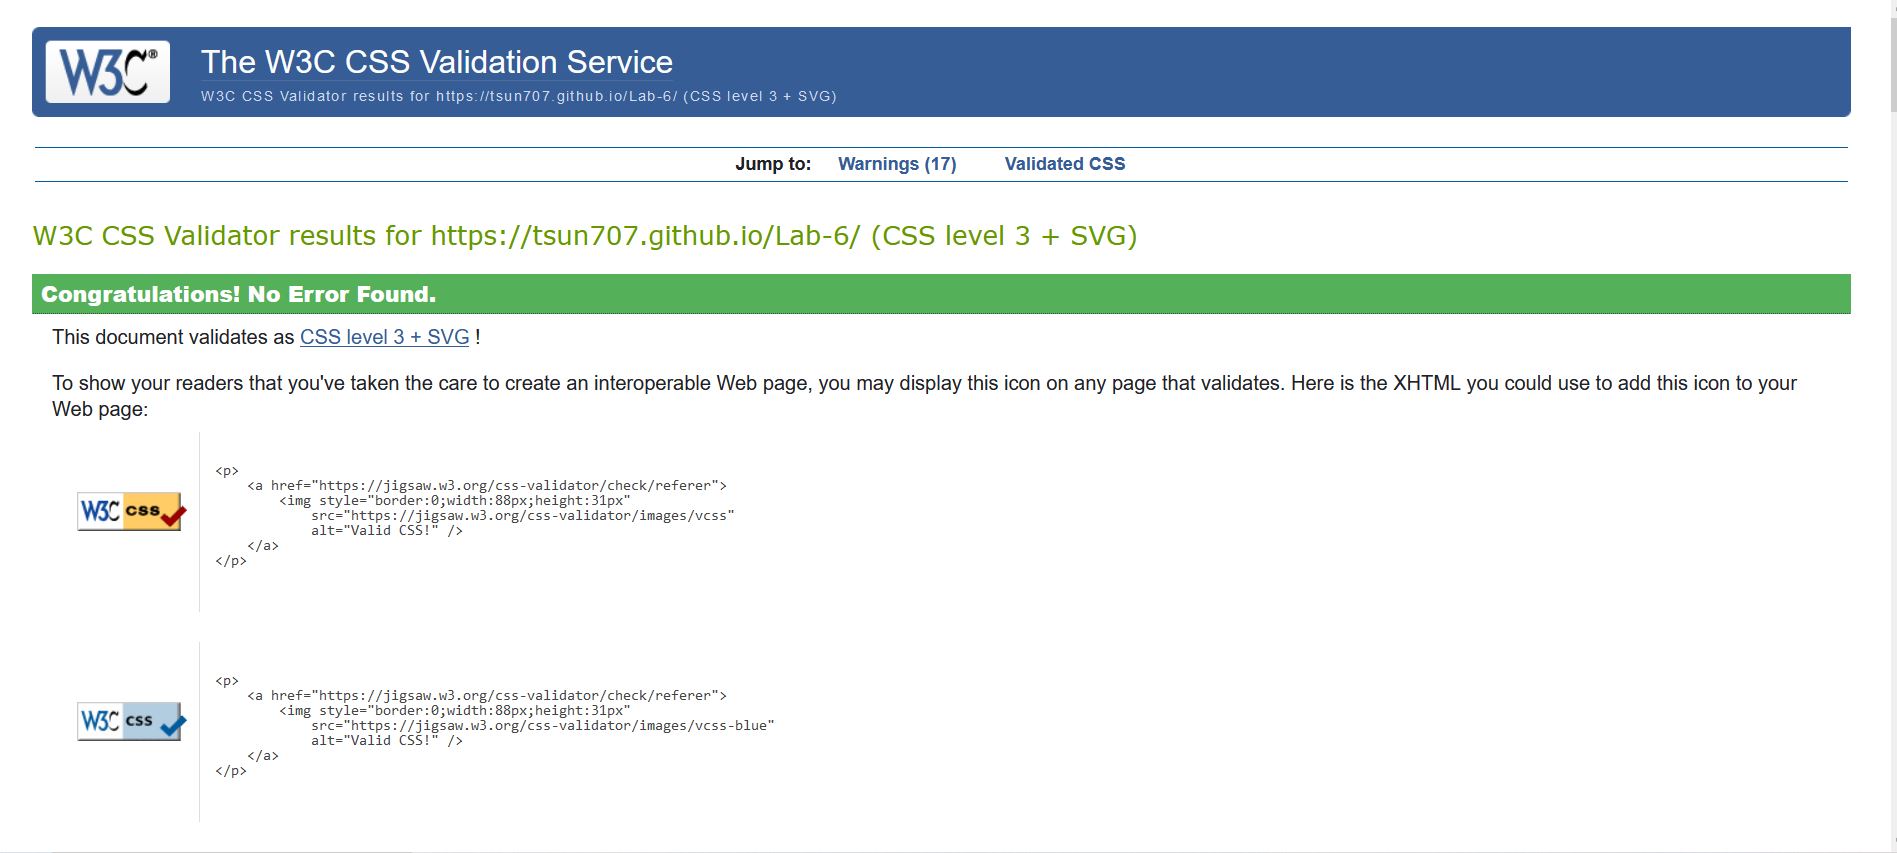 W3C®
The W3C CSS Validation Service
W3C CSS Validator results for https://tsun707.github.io/Lab-6/ (CSS level 3 + SVG)
Jump to: Warnings (17) Validated CSS
W3C CSS Validator results for https://tsun707.github.io/Lab-6/ (CSS level 3 + SVG)
Congratulations! No Error Found.
This document validates as CSS level 3 + SVG !
To show your readers that you've taken the care to create an interoperable Web page, you may display this icon on any page that validates. Here is the XHTML you could use to add this icon to your
Web page:
W3C css
<p>
    <a href="https://jigsaw.w3.org/css-validator/check/referer">
        <img style="border:0;width:88px;height:31px"
            src="https://jigsaw.w3.org/css-validator/images/vcss"
            alt="Valid CSS!" />
    </a>
</p>
W3C css
<p>
    <a href="https://jigsaw.w3.org/css-validator/check/referer">
        <img style="border:0;width:88px;height:31px"
            src="https://jigsaw.w3.org/css-validator/images/vcss-blue"
            alt="Valid CSS!" />
    </a>
</p>